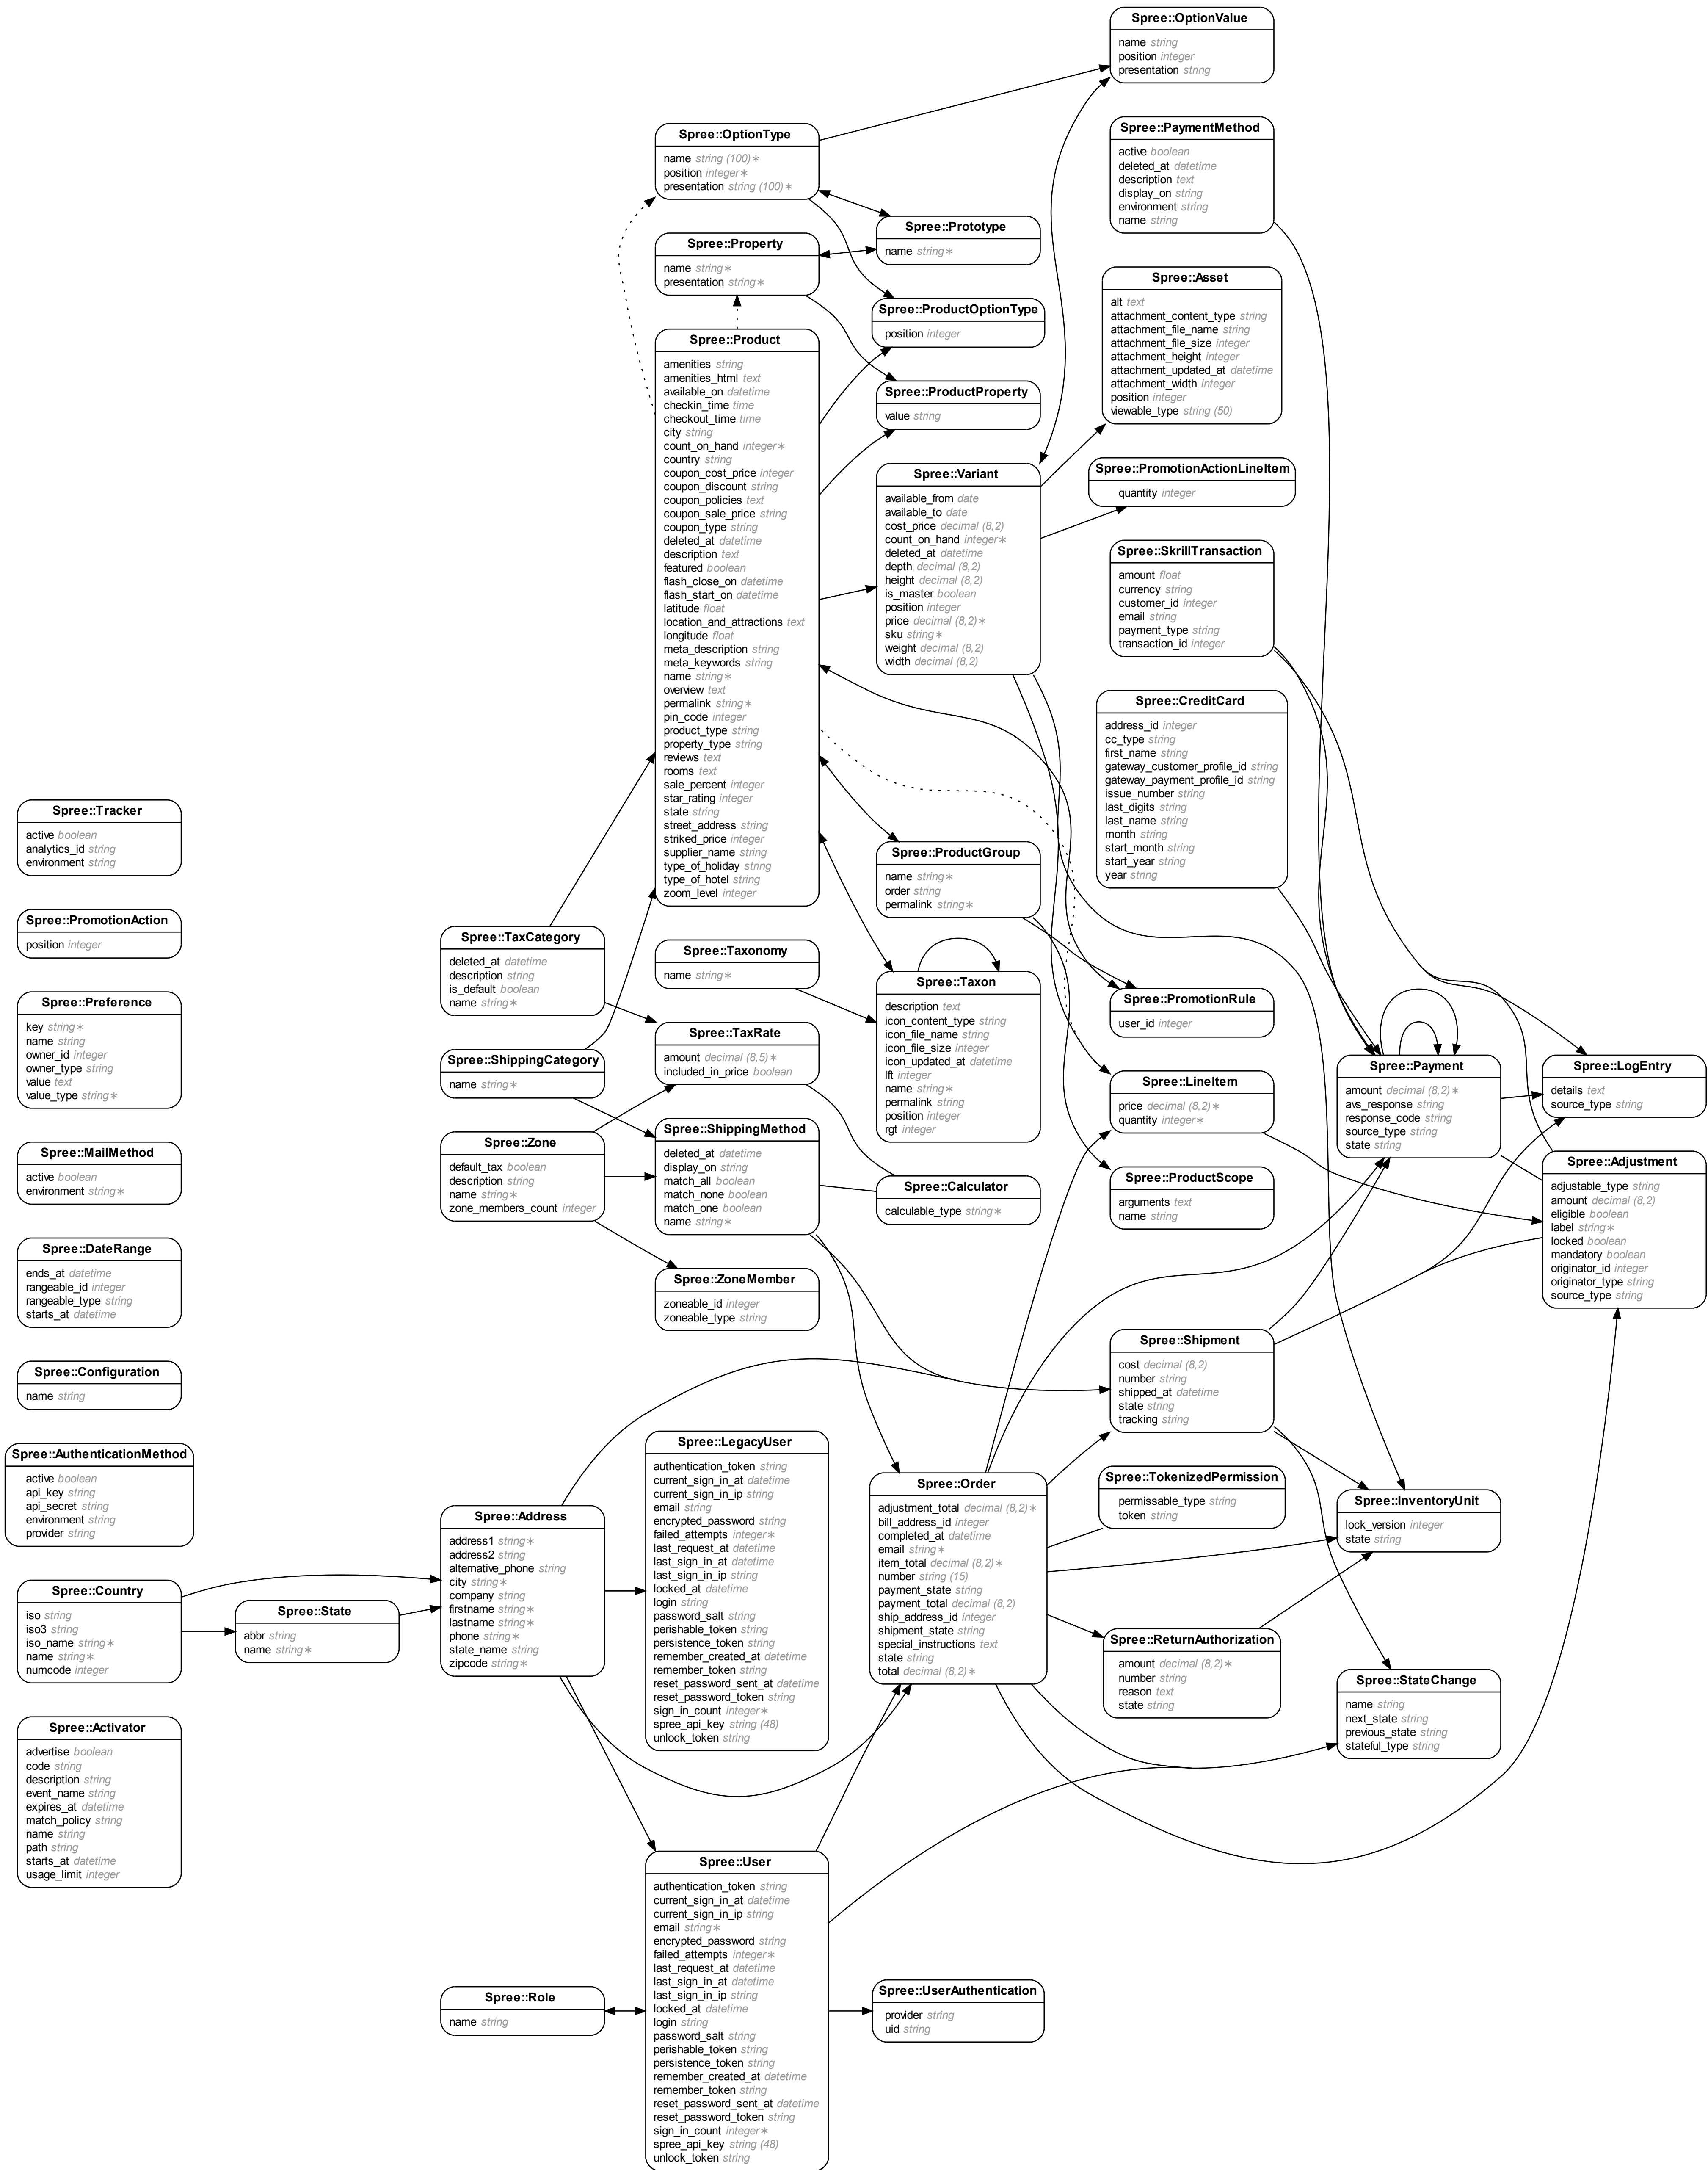 Spree::OptionValue
name string
position integer
presentation string
Spree::PaymentMethod
active boolean
deleted_at datetime
description text
display_on string
environment string
name string
Spree::OptionType
name string (100)∗
position integer∗
presentation string (100)∗
Spree::Prototype
name string∗
Spree::Property
name string∗
presentation string∗
Spree::ProductOptionType
position integer
Spree::Asset
alt text
attachment_content_type string
attachment_file_name string
attachment_file_size integer
attachment_height integer
attachment_updated_at datetime
attachment_width integer
position integer
viewable_type string (50)
Spree::Product
amenities string
amenities_html text
available_on datetime
checkin_time time
checkout_time time
city string
count_on_hand integer∗
country string
coupon_cost_price integer
coupon_discount string
coupon_policies text
coupon_sale_price string
coupon_type string
deleted_at datetime
description text
featured boolean
flash_close_on datetime
flash_start_on datetime
latitude float
location_and_attractions text
longitude float
meta_description string
meta_keywords string
name string∗
overview text
permalink string∗
pin_code integer
product_type string
property_type string
reviews text
rooms text
sale_percent integer
star_rating integer
state string
street_address string
striked_price integer
supplier_name string
type_of_holiday string
type_of_hotel string
zoom_level integer
Spree::ProductProperty
value string
Spree::Variant
available_from date
available_to date
cost_price decimal (8,2)
count_on_hand integer∗
deleted_at datetime
depth decimal (8,2)
height decimal (8,2)
is_master boolean
position integer
price decimal (8,2)∗
sku string∗
weight decimal (8,2)
width decimal (8,2)
Spree::PromotionActionLineItem
quantity integer
Spree::SkrillTransaction
amount float
currency string
customer_id integer
email string
payment_type string
transaction_id integer
Spree::CreditCard
address_id integer
cc_type string
first_name string
gateway_customer_profile_id string
gateway_payment_profile_id string
issue_number string
last_digits string
last_name string
month string
start_month string
start_year string
year string
Spree::Tracker
active boolean
analytics_id string
environment string
Spree::PromotionAction
position integer
Spree::Preference
key string∗
name string
owner_id integer
owner_type string
value text
value_type string∗
Spree::MailMethod
active boolean
environment string∗
Spree::DateRange
ends_at datetime
rangeable_id integer
rangeable_type string
starts_at datetime
Spree::Configuration
name string
Spree::AuthenticationMethod
active boolean
api_key string
api_secret string
environment string
provider string
Spree::Country
iso string
iso3 string
iso_name string∗
name string∗
numcode integer
Spree::Activator
advertise boolean
code string
description string
event_name string
expires_at datetime
match_policy string
name string
path string
starts_at datetime
usage_limit integer
Spree::State
abbr string
name string∗
Spree::TaxCategory
deleted_at datetime
description string
is_default boolean
name string∗
Spree::ShippingCategory
name string∗
Spree::Zone
default_tax boolean
description string
name string∗
zone_members_count integer
Spree::Address
address1 string∗
address2 string
alternative_phone string
city string∗
company string
firstname string∗
lastname string∗
phone string∗
state_name string
zipcode string∗
Spree::Role
name string
Spree::Taxonomy
name string∗
Spree::TaxRate
amount decimal (8,5)∗
included_in_price boolean
Spree::ShippingMethod
deleted_at datetime
display_on string
match_all boolean
match_none boolean
match_one boolean
name string∗
Spree::ZoneMember
zoneable_id integer
zoneable_type string
Spree::LegacyUser
authentication_token string
current_sign_in_at datetime
current_sign_in_ip string
email string
encrypted_password string
failed_attempts integer∗
last_request_at datetime
last_sign_in_at datetime
last_sign_in_ip string
locked_at datetime
login string
password_salt string
perishable_token string
persistence_token string
remember_created_at datetime
remember_token string
reset_password_sent_at datetime
reset_password_token string
sign_in_count integer∗
spree_api_key string (48)
unlock_token string
Spree::User
authentication_token string
current_sign_in_at datetime
current_sign_in_ip string
email string∗
encrypted_password string
failed_attempts integer∗
last_request_at datetime
last_sign_in_at datetime
last_sign_in_ip string
locked_at datetime
login string
password_salt string
perishable_token string
persistence_token string
remember_created_at datetime
remember_token string
reset_password_sent_at datetime
reset_password_token string
sign_in_count integer∗
spree_api_key string (48)
unlock_token string
Spree::ProductGroup
name string∗
order string
permalink string∗
Spree::Taxon
description text
icon_content_type string
icon_file_name string
icon_file_size integer
icon_updated_at datetime
lft integer
name string∗
permalink string
position integer
rgt integer
Spree::Calculator
calculable_type string∗
Spree::Order
adjustment_total decimal (8,2)∗
bill_address_id integer
completed_at datetime
email string∗
item_total decimal (8,2)∗
number string (15)
payment_state string
payment_total decimal (8,2)
ship_address_id integer
shipment_state string
special_instructions text
state string
total decimal (8,2)∗
Spree::UserAuthentication
provider string
uid string
Spree::PromotionRule
user_id integer
Spree::LineItem
price decimal (8,2)∗
quantity integer∗
Spree::ProductScope
arguments text
name string
Spree::Shipment
cost decimal (8,2)
number string
shipped_at datetime
state string
tracking string
Spree::TokenizedPermission
permissable_type string
token string
Spree::ReturnAuthorization
amount decimal (8,2)∗
number string
reason text
state string
Spree::Payment
amount decimal (8,2)∗
avs_response string
response_code string
source_type string
state string
Spree::InventoryUnit
lock_version integer
state string
Spree::StateChange
name string
next_state string
previous_state string
stateful_type string
Spree::LogEntry
details text
source_type string
Spree::Adjustment
adjustable_type string
amount decimal (8,2)
eligible boolean
label string∗
locked boolean
mandatory boolean
originator_id integer
originator_type string
source_type string